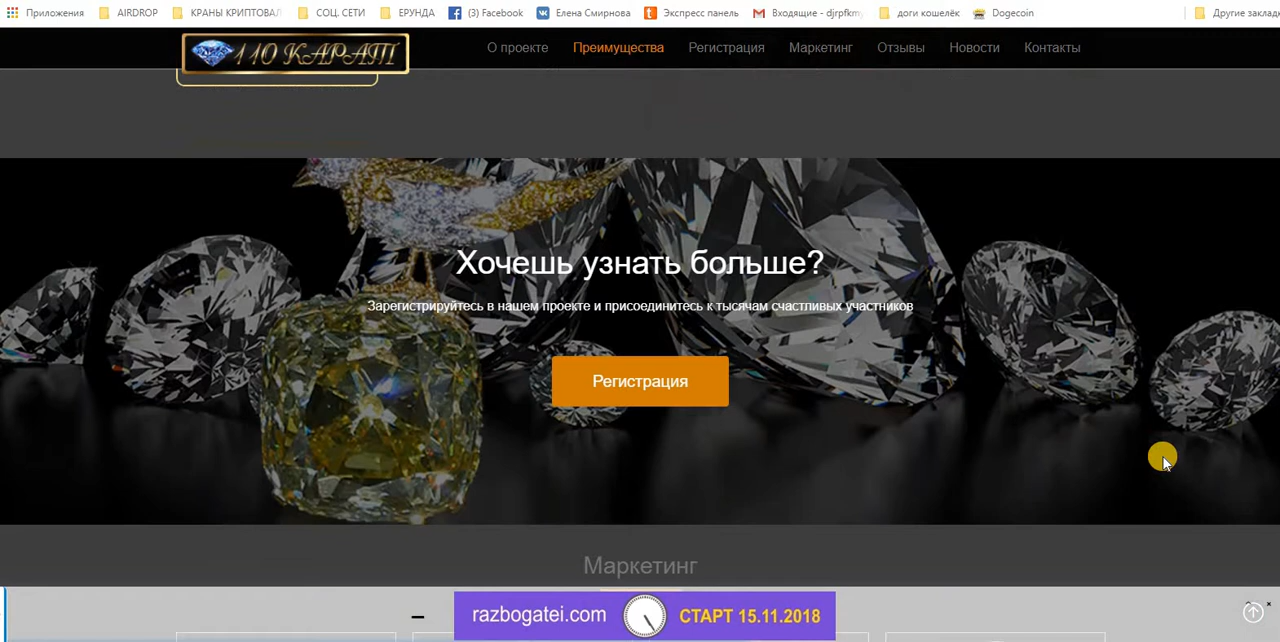 Приложения AIRDROP КРАНЫ КРИПТОВАЛ СОЦ. СЕТИ ЕРУНДА (3) Facebook Елена Смирнова Экспресс панель Входящие - djrpfkm доги кошелёк Dogecoin Другие заклад
110 КАРАТ О проекте Преимущества Регистрация Маркетинг Отзывы Новости Контакты
Хочешь узнать больше?
Зарегистрируйтесь в нашем проекте и присоединитесь к тысячам счастливых участников
Регистрация
Маркетинг
razbogatei.com СТАРТ 15.11.2018